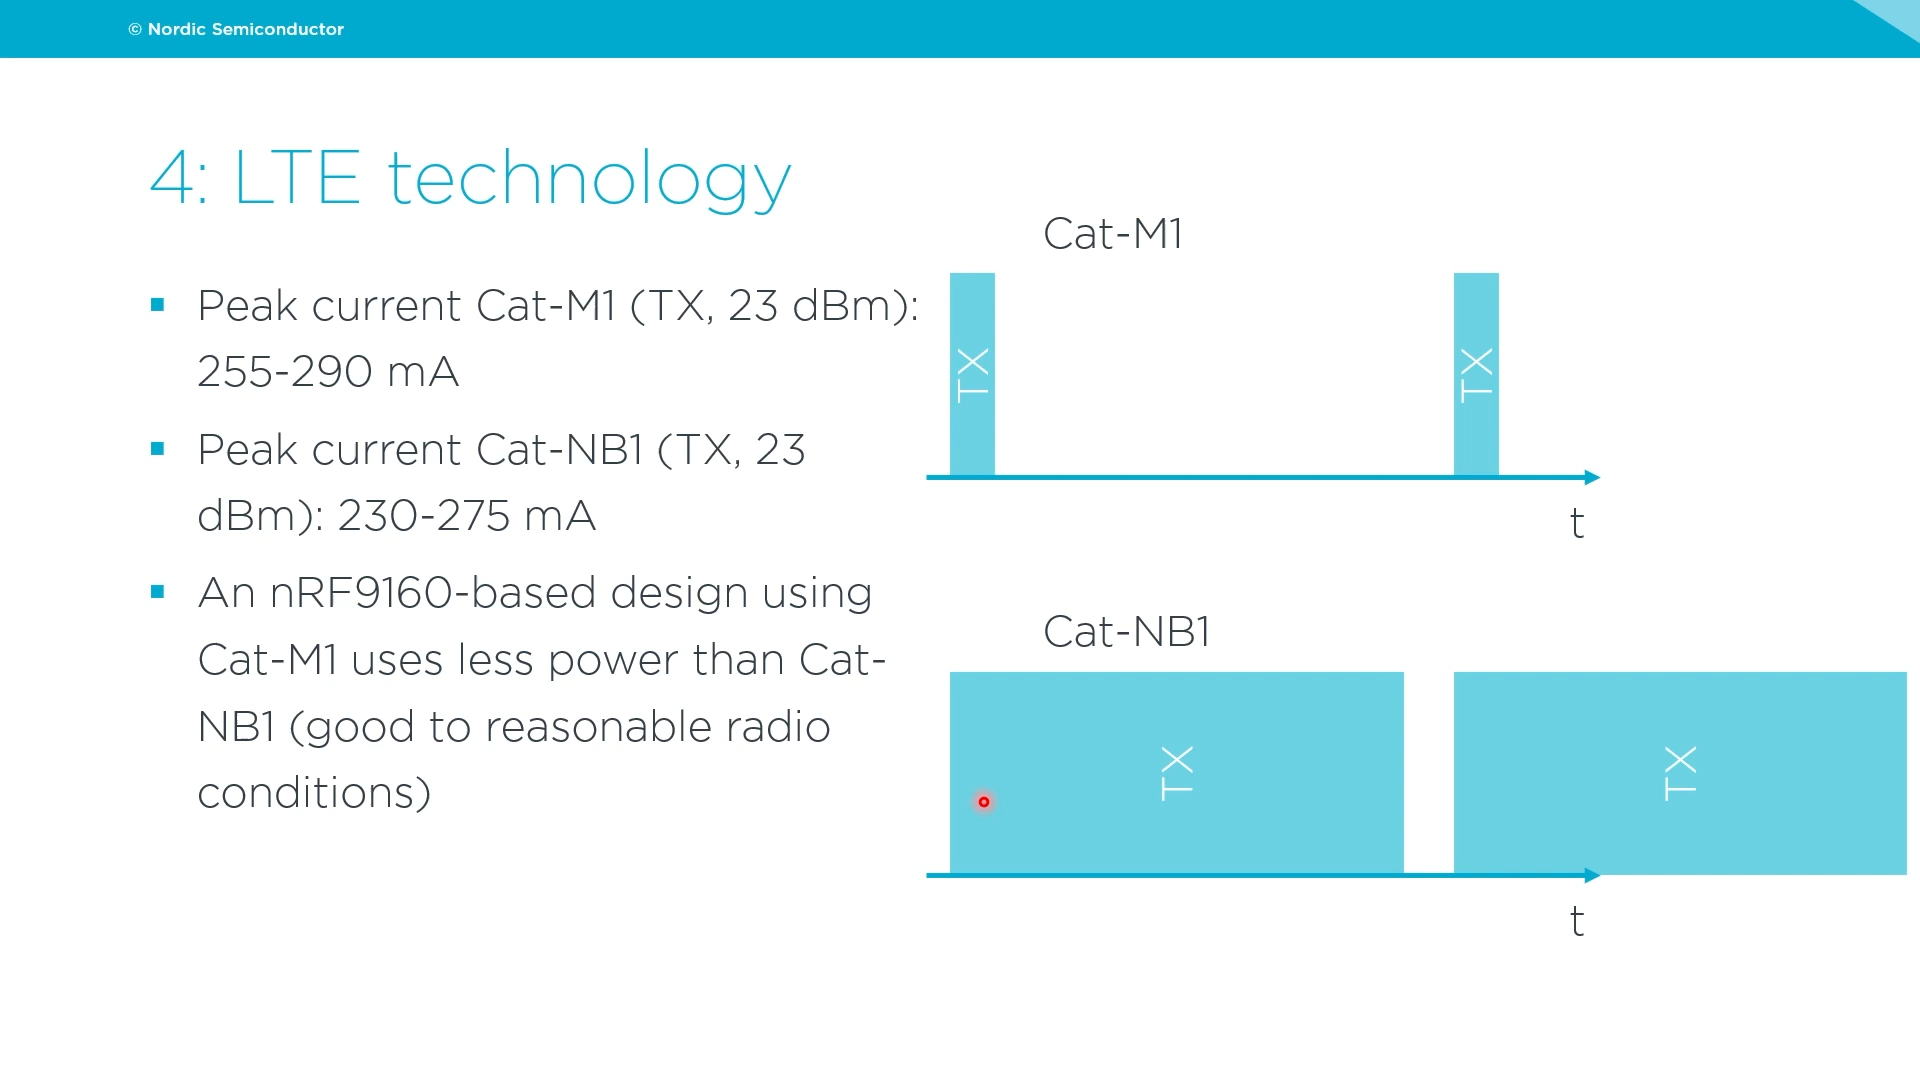 © Nordic Semiconductor
4: LTE technology
Peak current Cat-M1 (TX, 23 dBm):
255-290 mA
Peak current Cat-NB1 (TX, 23
dBm): 230-275 mA
An nRF9160-based design using
Cat-M1 uses less power than Cat-
NB1 (good to reasonable radio
conditions)
Cat-M1
TX
TX
t
Cat-NB1
TX
TX
t